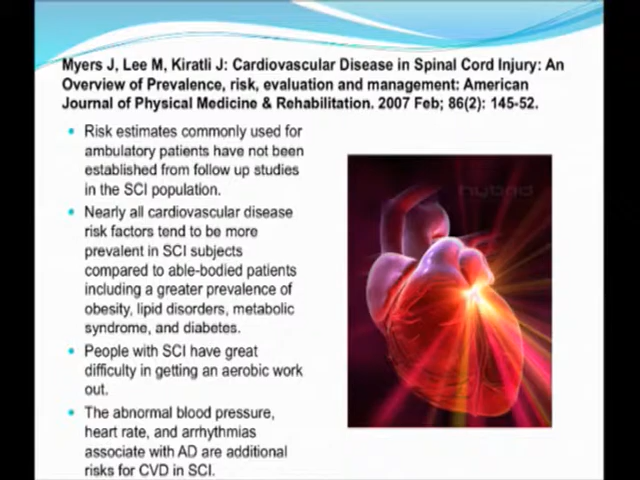 Myers J, Lee M, Kiratli J: Cardiovascular Disease in Spinal Cord Injury: An
Overview of Prevalence, risk, evaluation and management: American
Journal of Physical Medicine & Rehabilitation. 2007 Feb; 86(2): 145-52.
• Risk estimates commonly used for
ambulatory patients have not been
established from follow up studies
in the SCI population.
• Nearly all cardiovascular disease
risk factors tend to be more
prevalent in SCI subjects
compared to able-bodied patients
including a greater prevalence of
obesity, lipid disorders, metabolic
syndrome, and diabetes.
• People with SCI have great
difficulty in getting an aerobic work
out.
• The abnormal blood pressure,
heart rate, and arrhythmias
associate with AD are additional
risks for CVD in SCI.
hybrid